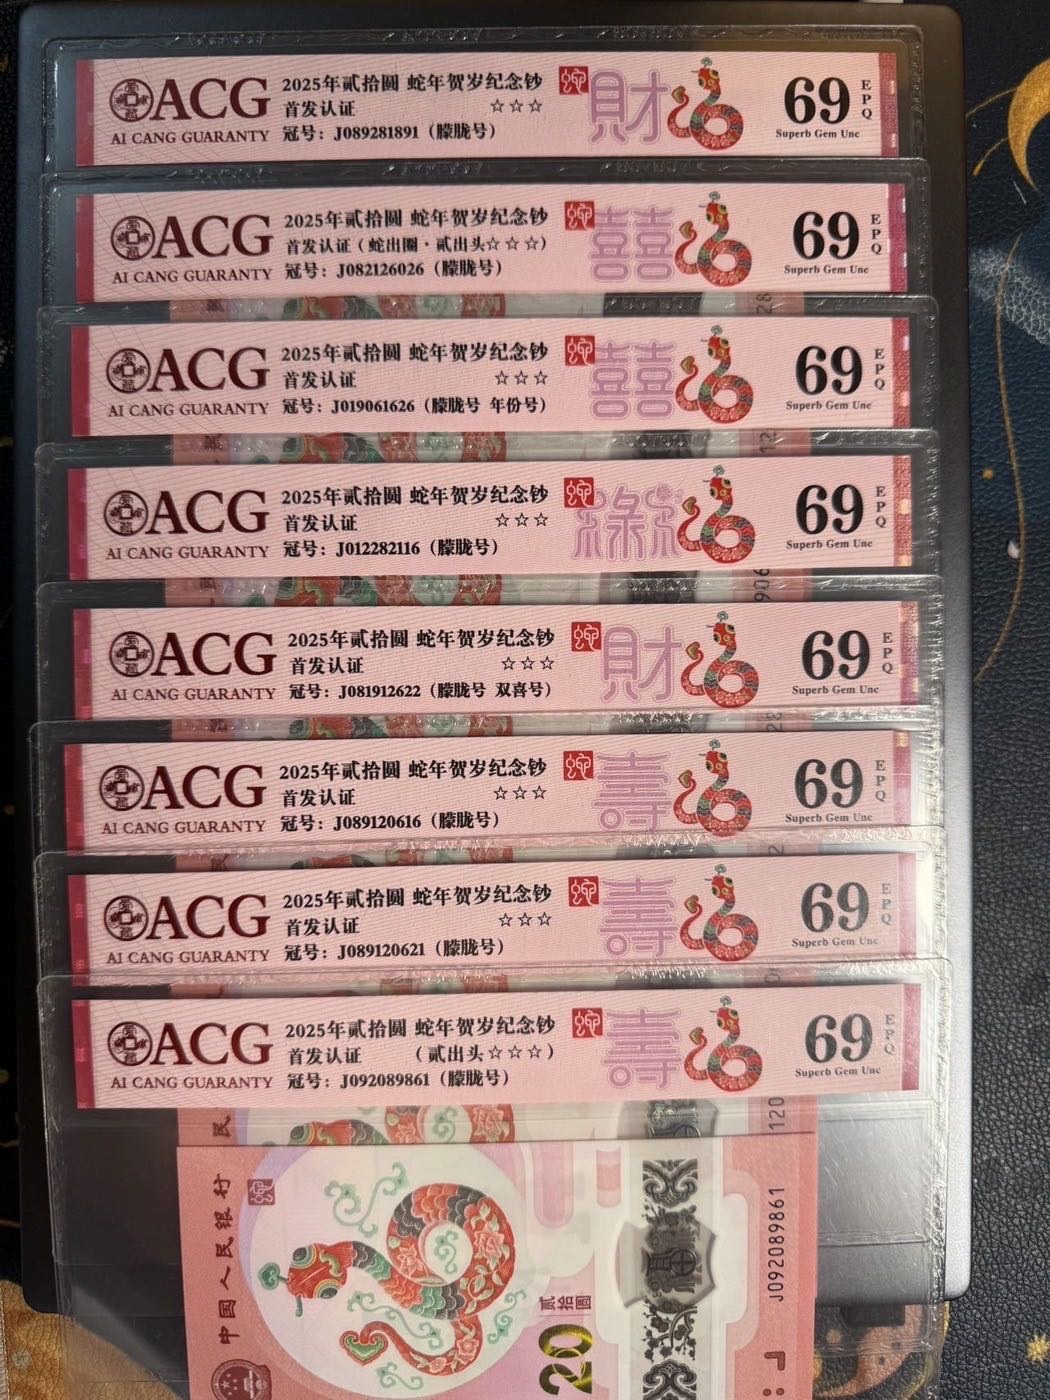 ACG
AI CANG GUARANTY
2025年贰拾圆 蛇年贺岁纪念钞
首发认证 ☆☆☆
冠号：J089281891（朦胧号）
蛇 財
69
EPQ
Superb Gem Unc
ACG
AI CANG GUARANTY
2025年贰拾圆 蛇年贺岁纪念钞
首发认证（蛇出圈·贰出头☆☆☆）
冠号：J082126026（朦胧号）
蛇 囍
69
EPQ
Superb Gem Unc
28
ACG
AI CANG GUARANTY
2025年贰拾圆 蛇年贺岁纪念钞
首发认证 ☆☆☆
冠号：J019061626（朦胧号 年份号）
蛇 囍
69
EPQ
Superb Gem Unc
12
ACG
AI CANG GUARANTY
2025年贰拾圆 蛇年贺岁纪念钞
首发认证 ☆☆☆
冠号：J012282116（朦胧号）
蛇
69
EPQ
Superb Gem Unc
906
ACG
AI CANG GUARANTY
2025年贰拾圆 蛇年贺岁纪念钞
首发认证 ☆☆☆
冠号：J081912622（朦胧号 双喜号）
蛇 財
69
EPQ
Superb Gem Unc
28
ACG
AI CANG GUARANTY
2025年贰拾圆 蛇年贺岁纪念钞
首发认证 ☆☆☆
冠号：J089120616（朦胧号）
蛇 壽
69
EPQ
Superb Gem Unc
ACG
AI CANG GUARANTY
2025年贰拾圆 蛇年贺岁纪念钞
首发认证 ☆☆☆
冠号：J089120621（朦胧号）
蛇 壽
69
EPQ
Superb Gem Unc
ACG
AI CANG GUARANTY
2025年贰拾圆 蛇年贺岁纪念钞
首发认证 （贰出头☆☆☆）
冠号：J092089861（朦胧号）
蛇 壽
69
EPQ
Superb Gem Unc
民
120
中国人民银行
贰拾圆
20
J092089861